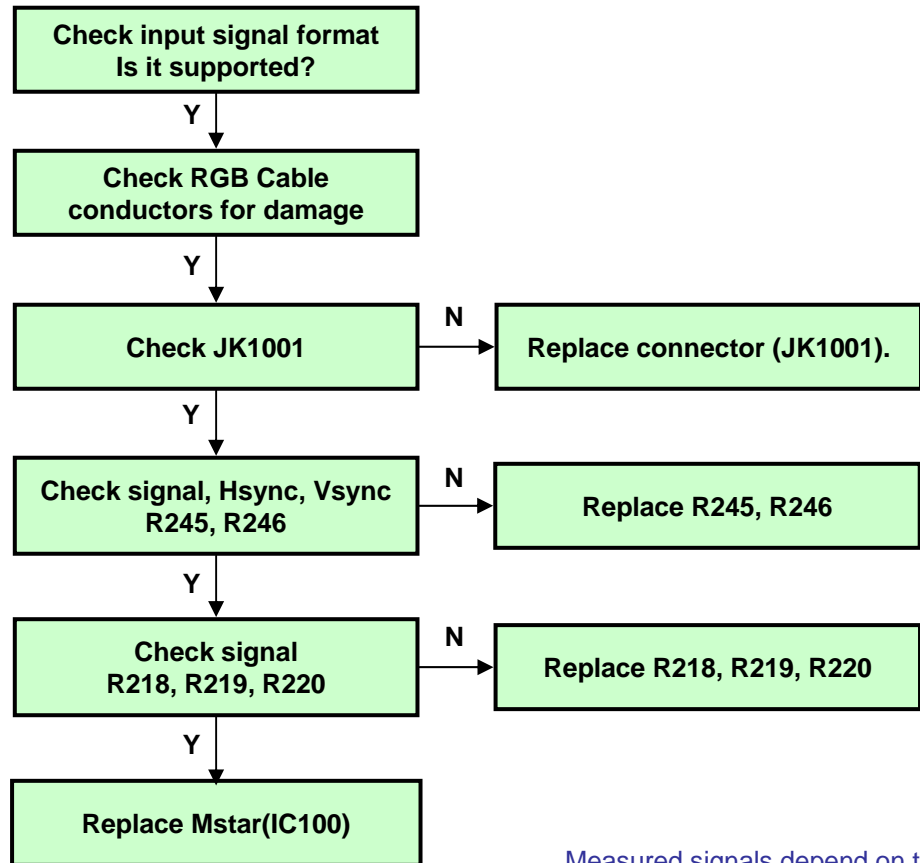 Check input signal format
Is it supported?
Y
Check RGB Cable
conductors for damage
Y
Check JK1001
N
Replace connector (JK1001).
Y
Check signal, Hsync, Vsync
R245, R246
N
Replace R245, R246
Y
Check signal
R218, R219, R220
N
Replace R218, R219, R220
Y
Replace Mstar(IC100)
Measured signals depend on